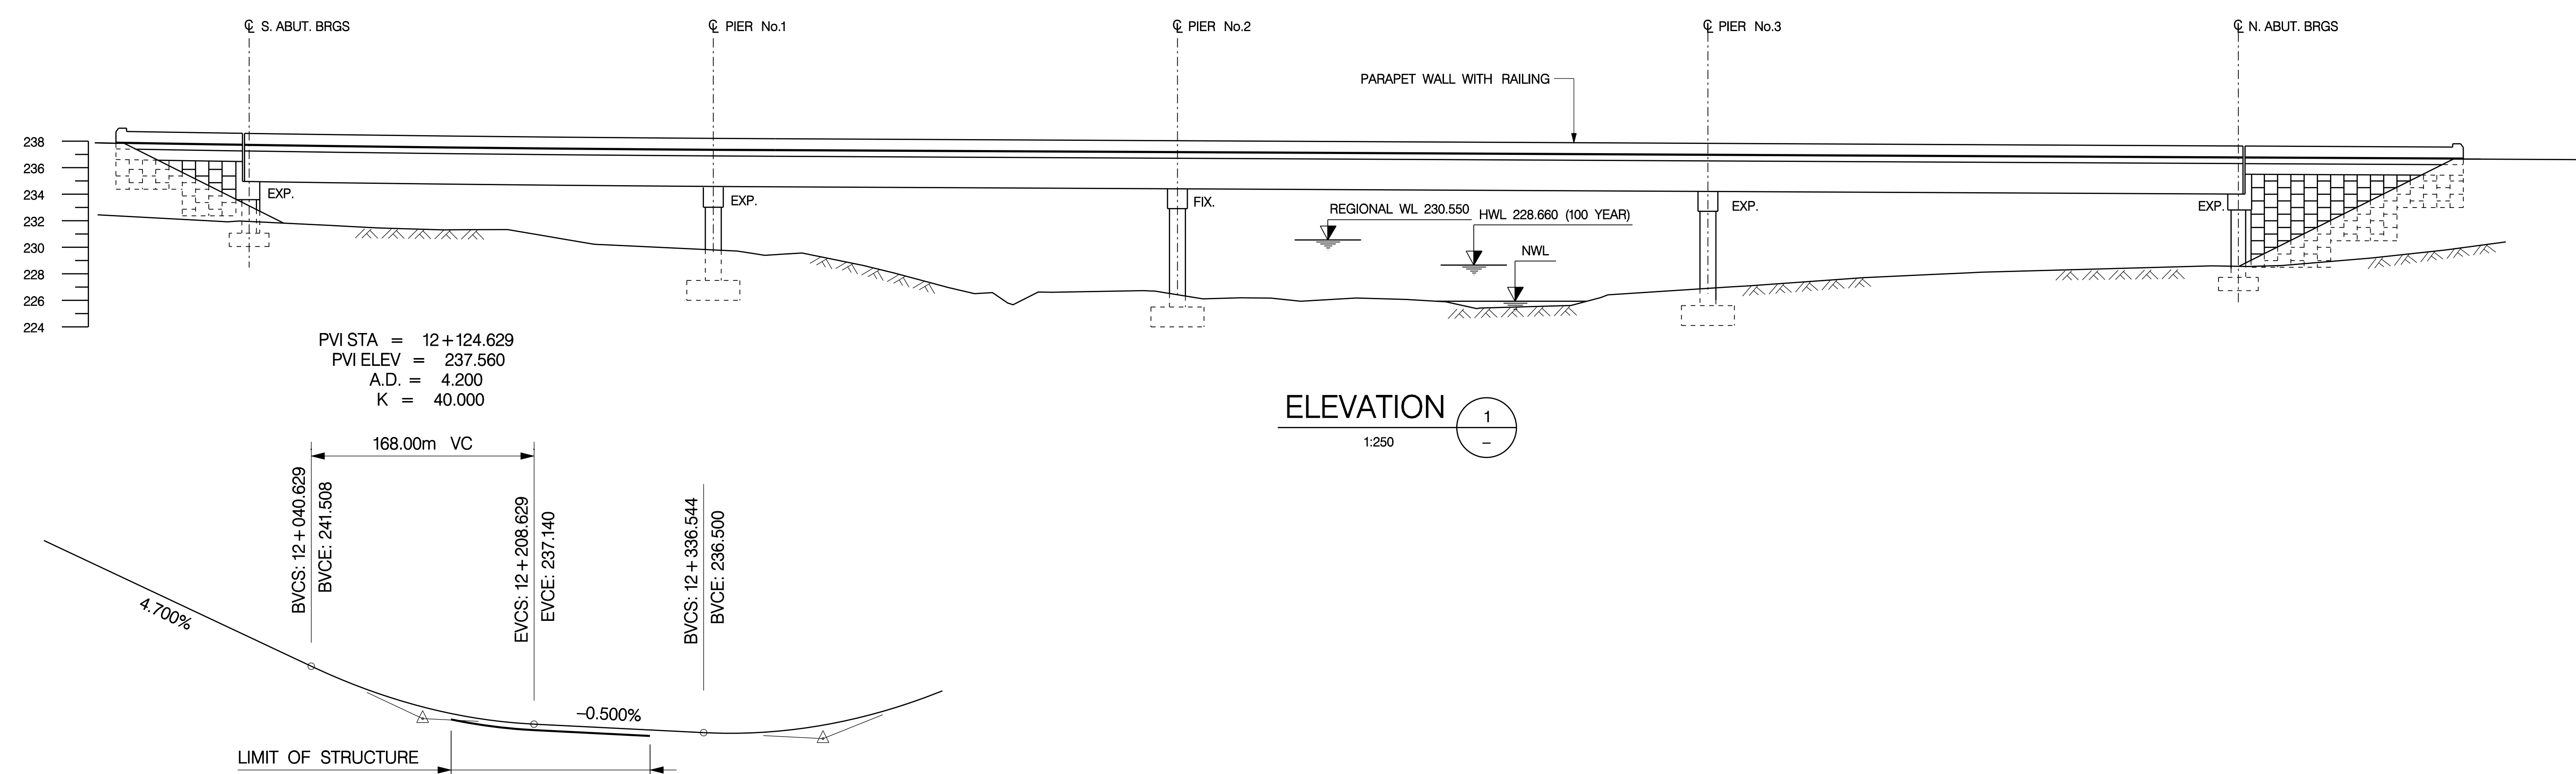 ℄ S. ABUT. BRGS
℄ PIER No.1
℄ PIER No.2
℄ PIER No.3
℄ N. ABUT. BRGS
PARAPET WALL WITH RAILING
238
236
234
232
230
228
226
224
EXP.
EXP.
FIX.
EXP.
EXP.
REGIONAL WL 230.550
HWL 228.660 (100 YEAR)
NWL
PVI STA = 12+124.629
PVI ELEV = 237.560
A.D. = 4.200
K = 40.000
ELEVATION
1
–
1:250
168.00m VC
BVCS: 12+040.629
BVCE: 241.508
EVCS: 12+208.629
EVCE: 237.140
BVCS: 12+336.544
BVCE: 236.500
4.700%
–0.500%
LIMIT OF STRUCTURE